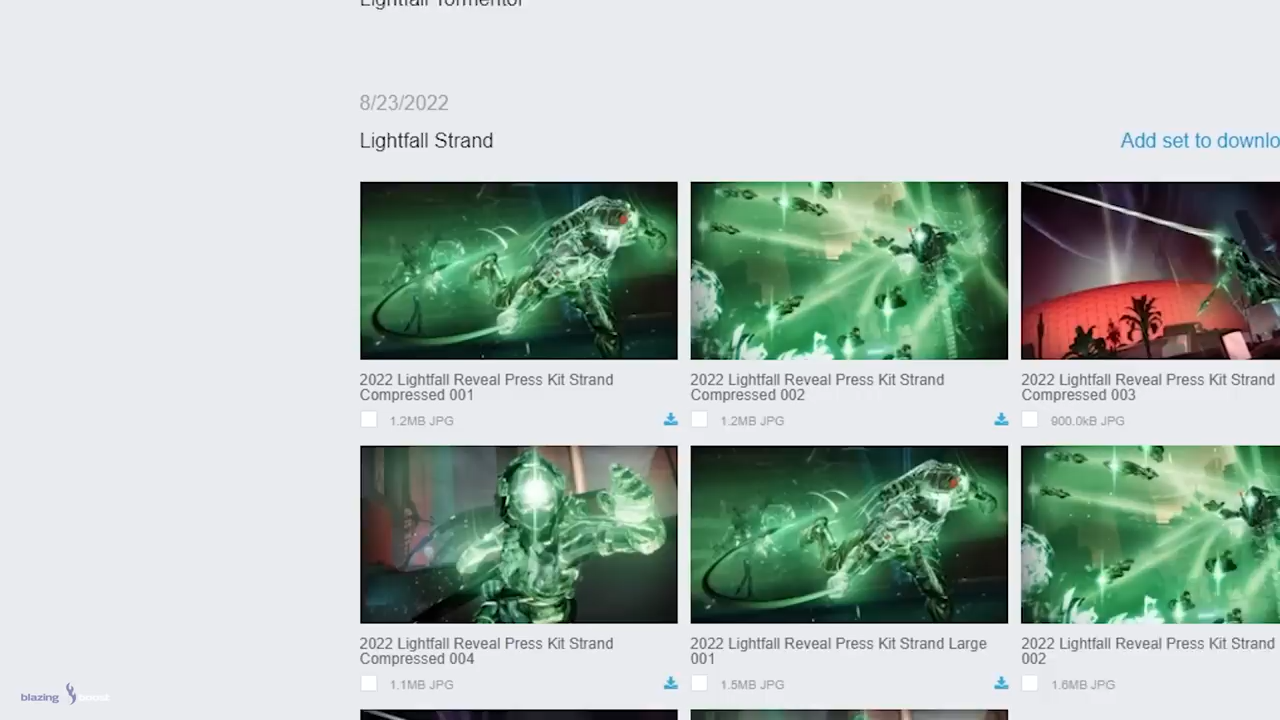 Lightfall Tormentor
8/23/2022
Lightfall Strand
Add set to downlo
2022 Lightfall Reveal Press Kit Strand
Compressed 001
1.2MB JPG
2022 Lightfall Reveal Press Kit Strand
Compressed 002
1.2MB JPG
2022 Lightfall Reveal Press Kit Strand
Compressed 003
900.0kB JPG
2022 Lightfall Reveal Press Kit Strand
Compressed 004
1.1MB JPG
2022 Lightfall Reveal Press Kit Strand Large
001
1.5MB JPG
2022 Lightfall Reveal Press Kit Strand
002
1.6MB JPG
blazing boost